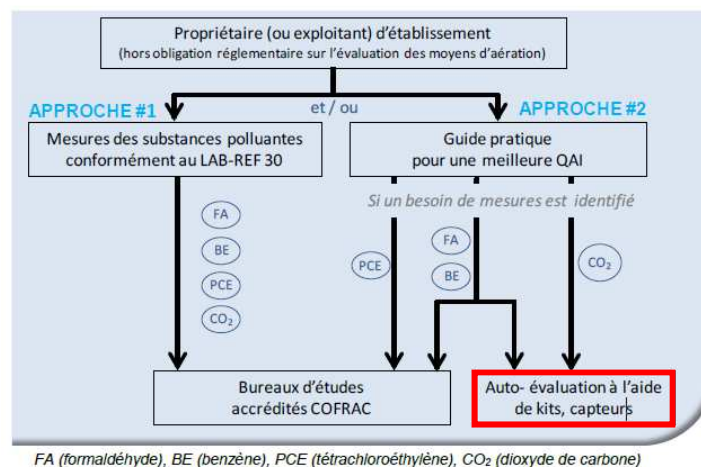 Propriétaire (ou exploitant) d'établissement
(hors obligation réglementaire sur l'évaluation des moyens d'aération)
APPROCHE #1
et / ou
APPROCHE #2
Mesures des substances polluantes
conformément au LAB-REF 30
Guide pratique
pour une meilleure QAI
Si un besoin de mesures est identifié
FA
BE
PCE
CO₂
PCE
FA
BE
CO₂
Bureaux d'études
accrédités COFRAC
Auto- évaluation à l'aide
de kits, capteurs
FA (formaldéhyde), BE (benzène), PCE (tétrachloroéthylène), CO₂ (dioxyde de carbone)